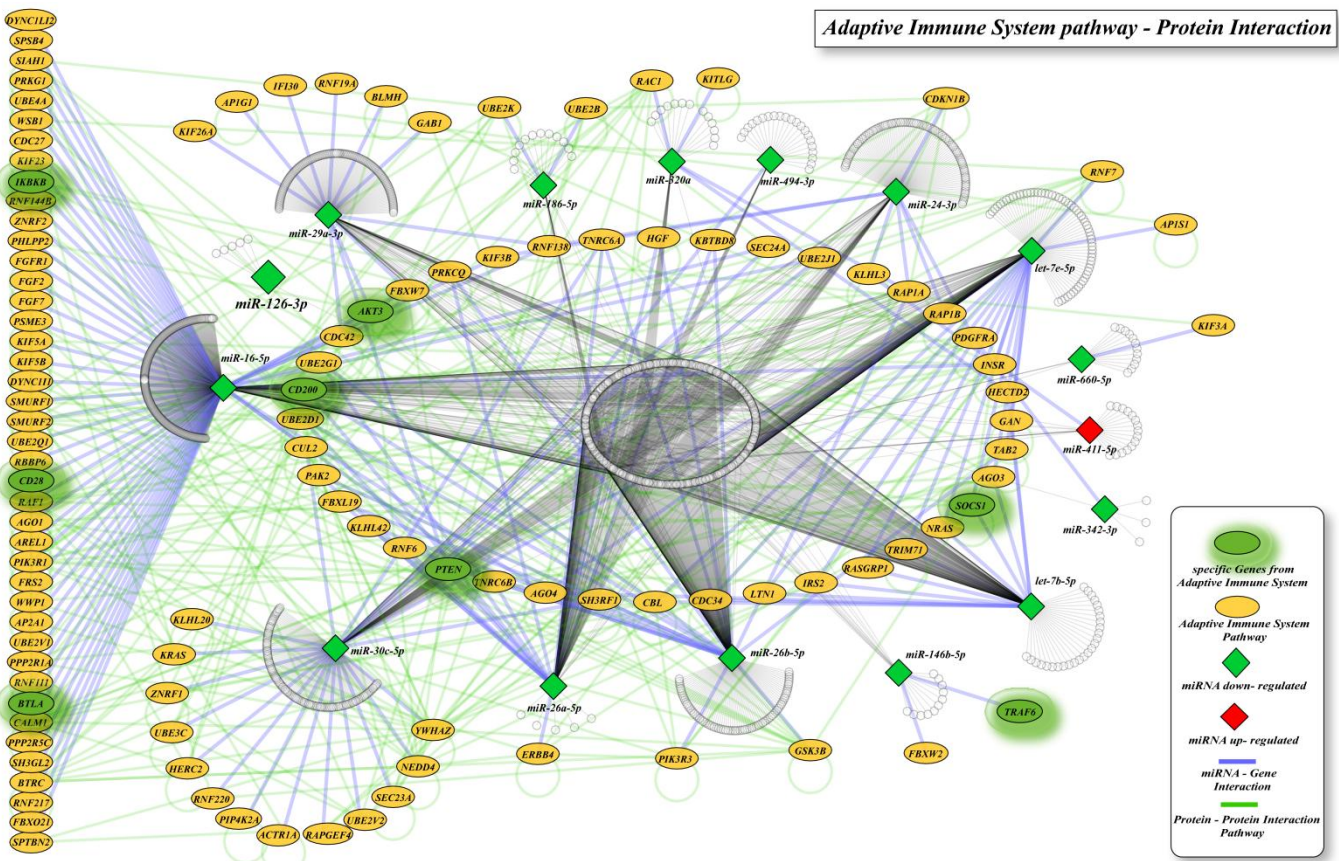 Adaptive Immune System pathway - Protein Interaction
DYNC1LI2
SPSB4
SIAH1
PRKG1
UBE4A
WSB1
CDC27
KIF23
IKBKB
RNF144B
ZNRF2
PHLPP2
FGFR1
FGF2
FGF7
PSME3
KIF5A
KIF5B
DYNC1I1
SMURF1
SMURF2
UBE2Q1
RBBP6
CD28
RAF1
AGO1
AREL1
PIK3R1
FRS2
WWP1
AP2A1
UBE2V1
PPP2R1A
RNF111
BTLA
CALM1
PPP2R5C
SH3GL2
BTRC
RNF217
FBXO21
SPTBN2
KIF26A
AP1G1
IFI30
RNF19A
BLMH
GAB1
miR-29a-3p
miR-126-3p
miR-16-5p
UBE2K
UBE2B
miR-186-5p
RAC1
KITLG
miR-320a
miR-494-3p
CDKN1B
miR-24-3p
RNF7
AP1S1
let-7e-5p
KIF3A
miR-660-5p
miR-411-5p
miR-342-3p
let-7b-5p
AKT3
FBXW7
PRKCQ
KIF3B
RNF138
TNRC6A
HGF
KBTBD8
SEC24A
UBE2J1
KLHL3
RAP1A
RAP1B
PDGFRA
INSR
HECTD2
GAN
TAB2
AGO3
SOCS1
NRAS
TRIM71
RASGRP1
IRS2
LTN1
CDC34
CBL
SH3RF1
AGO4
TNRC6B
PTEN
RNF6
KLHL42
FBXL19
PAK2
CUL2
UBE2D1
CD200
UBE2G1
CDC42
KLHL20
KRAS
ZNRF1
UBE3C
HERC2
RNF220
PIP4K2A
ACTR1A
RAPGEF4
UBE2V2
SEC23A
NEDD4
YWHAZ
miR-30c-5p
miR-26a-5p
ERBB4
miR-26b-5p
PIK3R3
GSK3B
miR-146b-5p
FBXW2
TRAF6
specific Genes from
Adaptive Immune System
Adaptive Immune System
Pathway
miRNA down- regulated
miRNA up- regulated
miRNA - Gene
Interaction
Protein - Protein Interaction
Pathway